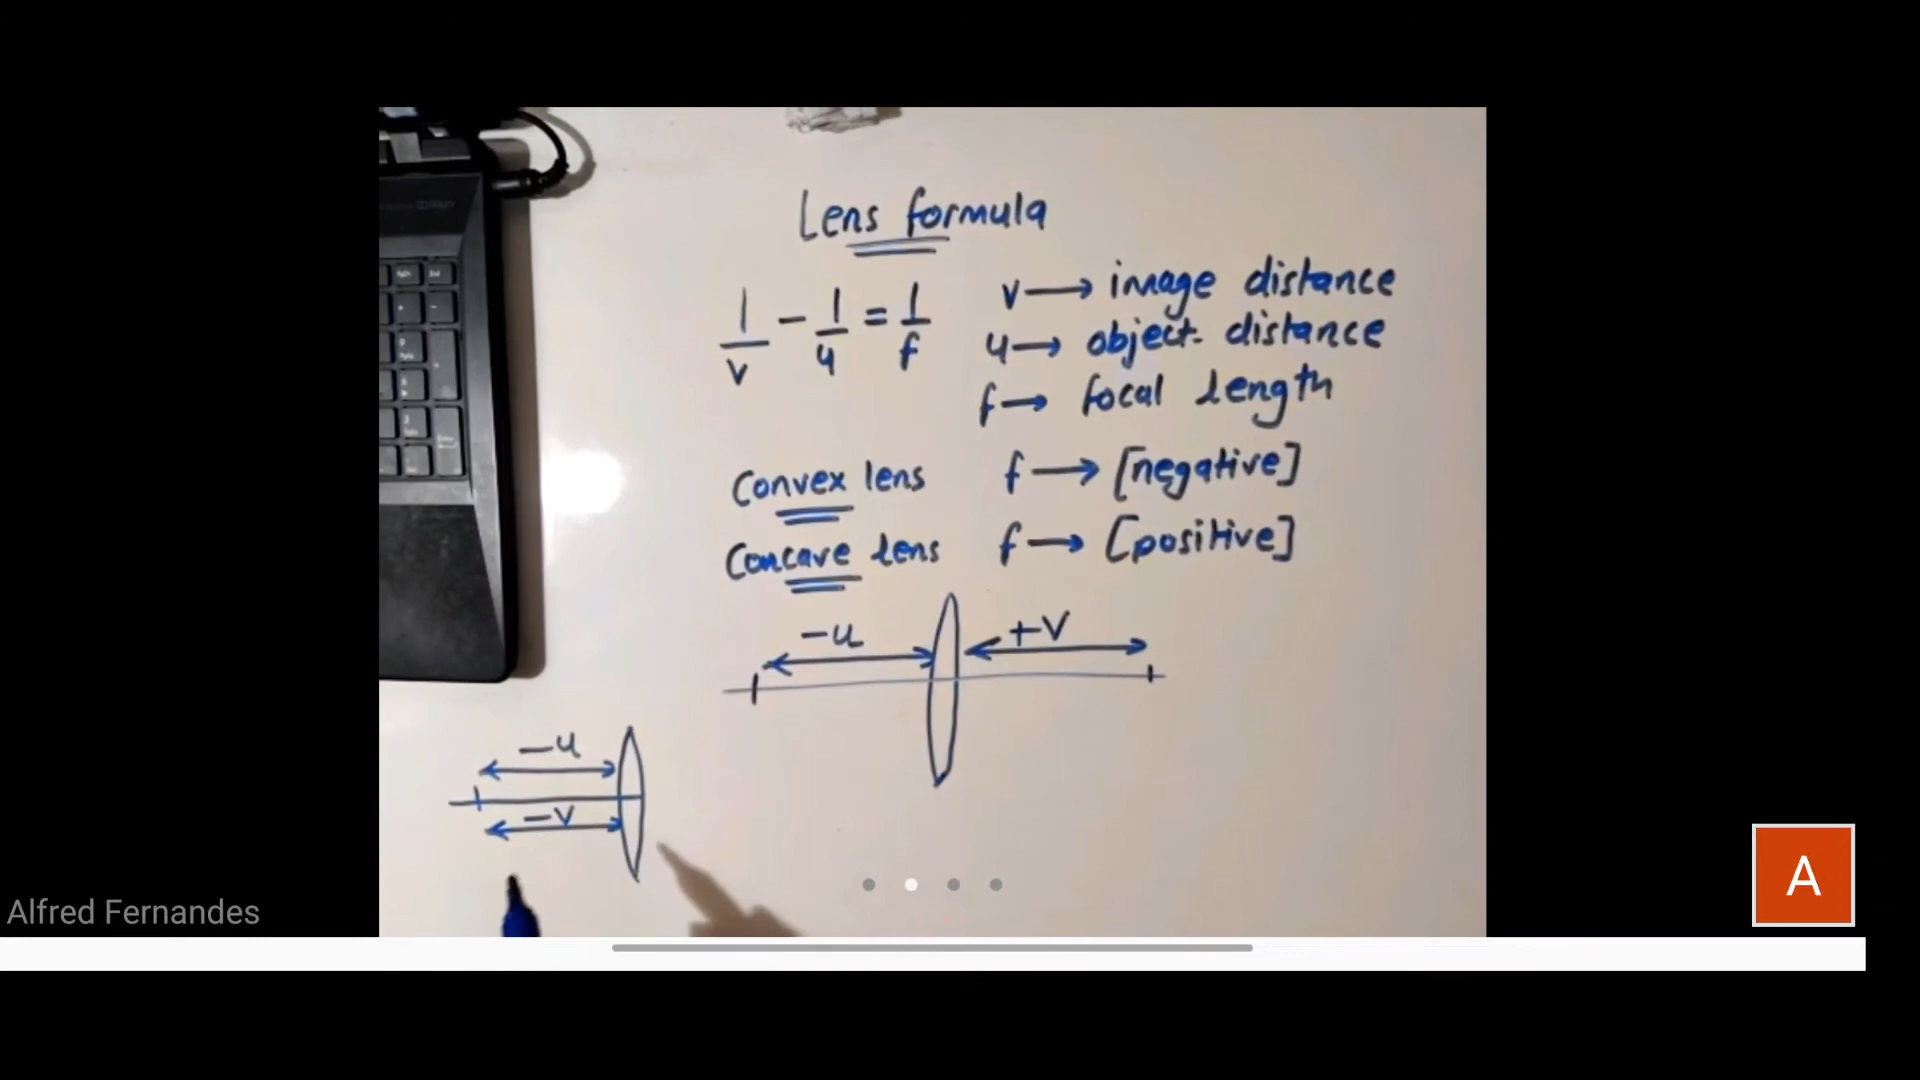 Lens formula
1/v - 1/u = 1/f
v → image distance
u → object distance
f → focal length
Convex lens f → [negative]
Concave lens f → [positive]
-u +v
-u
-v
Alfred Fernandes
A